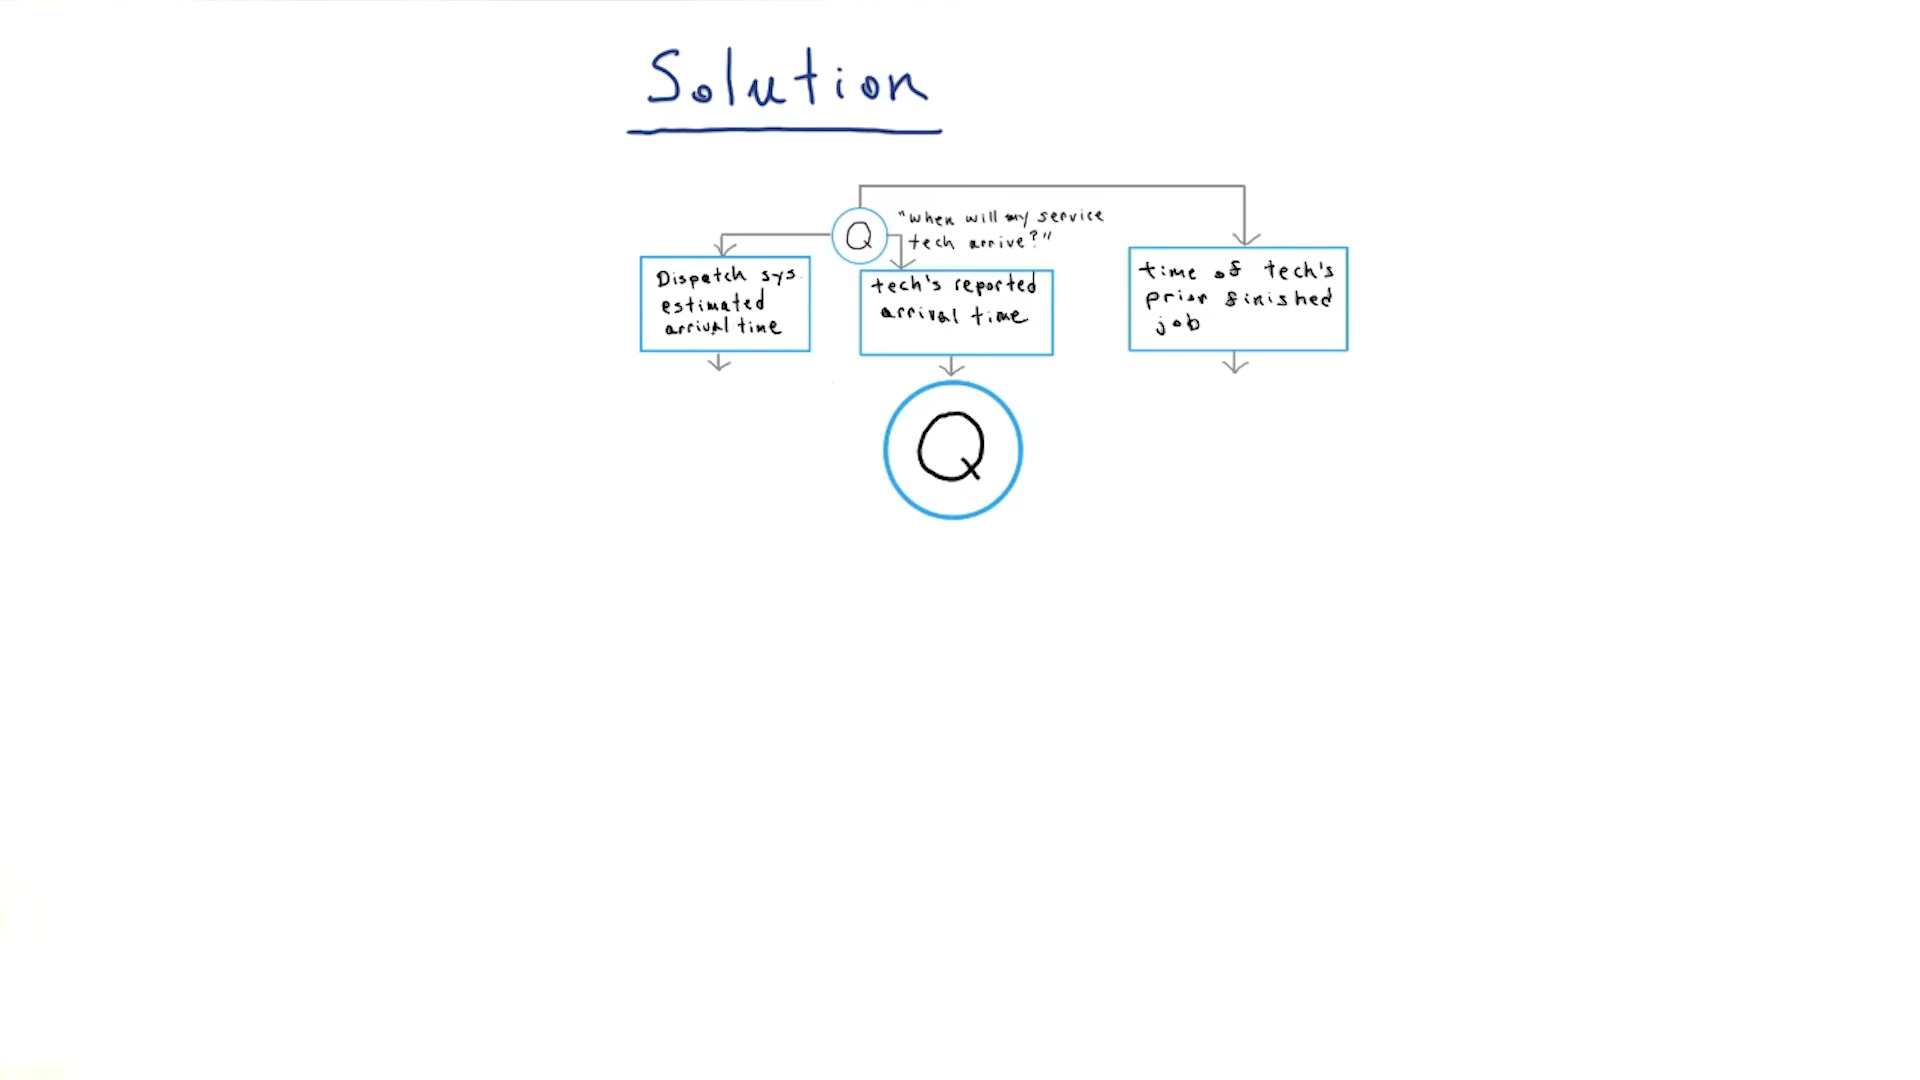 Solution
Q
"when will my service
tech arrive?"
Dispatch sys.
estimated
arrival time
tech's reported
arrival time
time of tech's
prior finished
job
Q